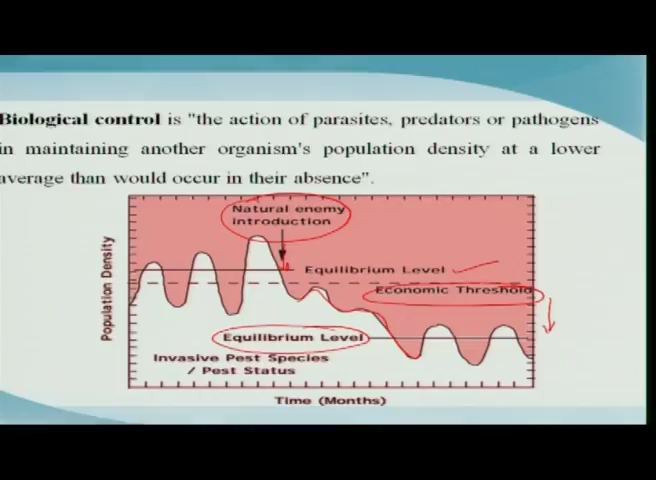 Biological control is "the action of parasites, predators or pathogens
in maintaining another organism's population density at a lower
average than would occur in their absence".
Natural enemy
introduction
Equilibrium Level
Economic Threshold
Equilibrium Level
Invasive Pest Species
/ Pest Status
Population Density
Time (Months)